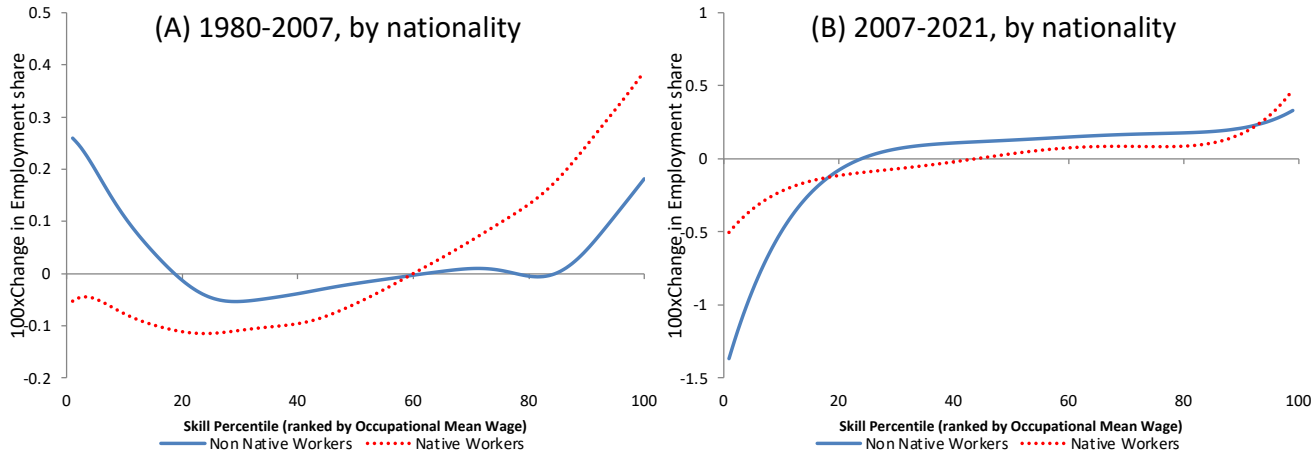 (A) 1980-2007, by nationality
100xChange in Employment share
0.5
0.4
0.3
0.2
0.1
0
-0.1
-0.2
0 20 40 60 80 100
Skill Percentile (ranked by Occupational Mean Wage)
Non Native Workers Native Workers
(B) 2007-2021, by nationality
100xChange in Employment share
1
0.5
0
-0.5
-1
-1.5
0 20 40 60 80 100
Skill Percentile (ranked by Occupational Mean Wage)
Non Native Workers Native Workers